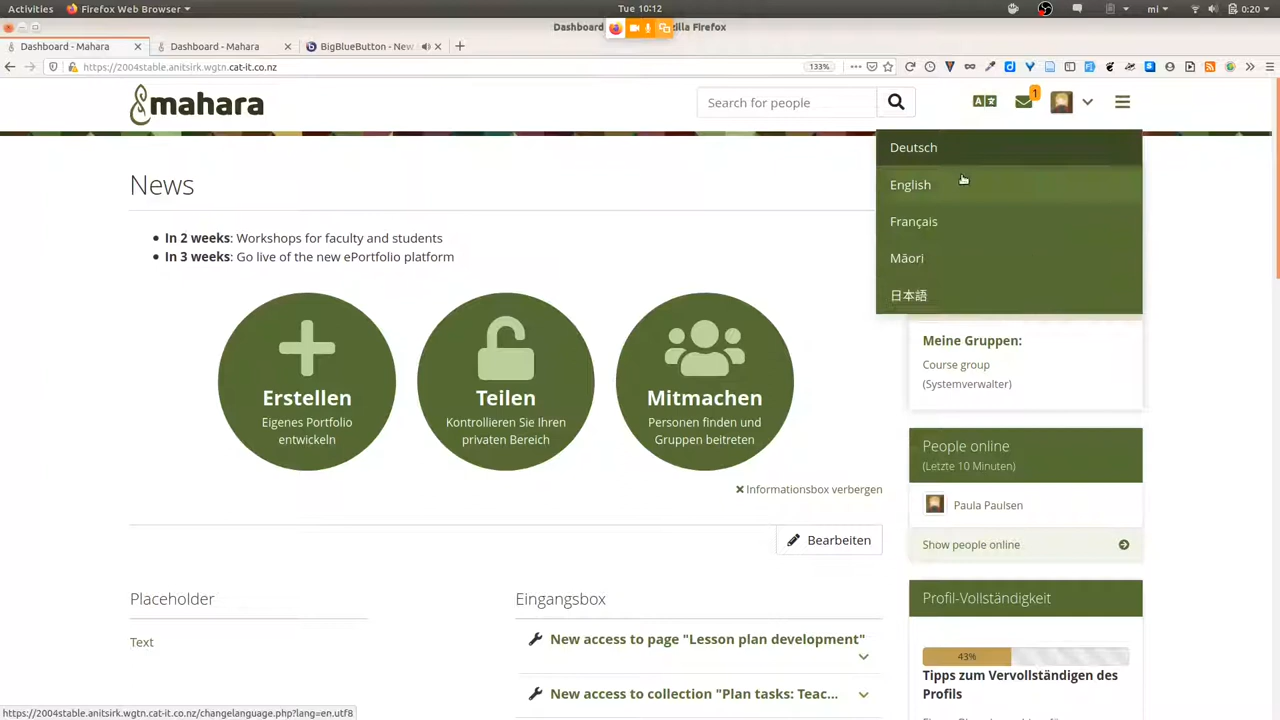 Activities
Firefox Web Browser
Tue 10:12
mi
0:20
Dashboard
zilla Firefox
Dashboard - Mahara
Dashboard - Mahara
BigBlueButton - New
https://2004stable.anitsirk.wgtn.cat-it.co.nz
133%
mahara
Search for people
1
Deutsch
English
Français
Māori
日本語
News
In 2 weeks: Workshops for faculty and students
In 3 weeks: Go live of the new ePortfolio platform
Erstellen
Eigenes Portfolio
entwickeln
Teilen
Kontrollieren Sie Ihren
privaten Bereich
Mitmachen
Personen finden und
Gruppen beitreten
Informationsbox verbergen
Bearbeiten
Placeholder
Text
Eingangsbox
New access to page "Lesson plan development"
New access to collection "Plan tasks: Teac...
Meine Gruppen:
Course group
(Systemverwalter)
People online
(Letzte 10 Minuten)
Paula Paulsen
Show people online
Profil-Vollständigkeit
43%
Tipps zum Vervollständigen des
Profils
https://2004stable.anitsirk.wgtn.cat-it.co.nz/changelanguage.php?lang=en.utf8